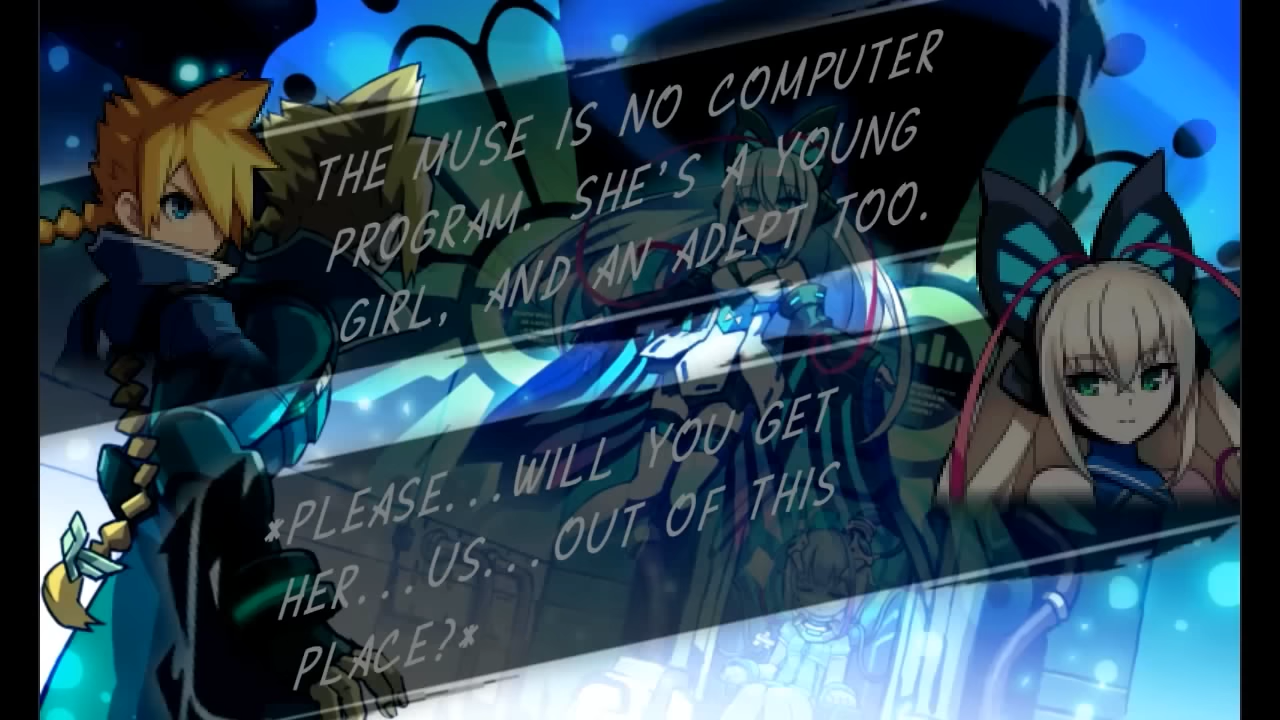 THE MUSE IS NO COMPUTER
PROGRAM. SHE'S A YOUNG
GIRL, AND AN ADEPT TOO.
*PLEASE...WILL YOU GET
HER...US...OUT OF THIS
PLACE?*